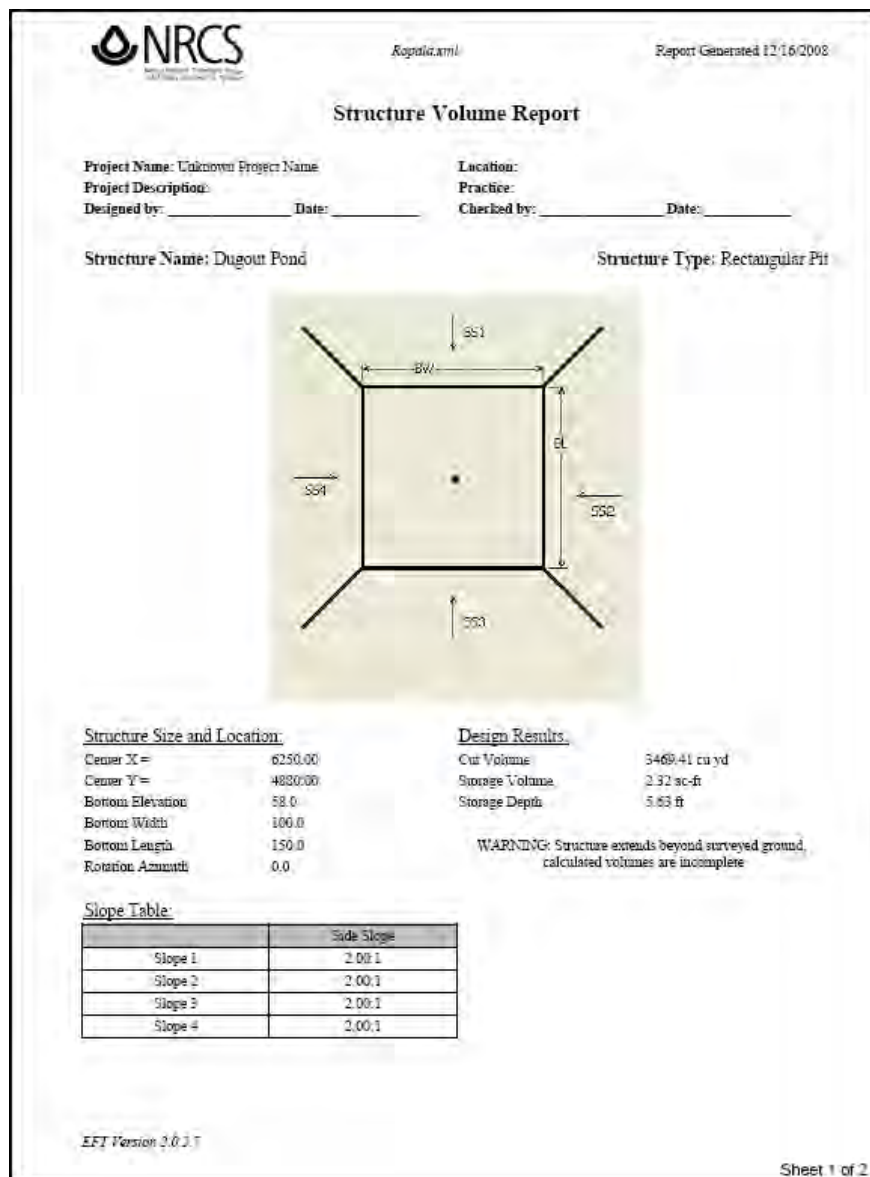 NRCS
Rapala.xml
Report Generated 12/16/2008
Structure Volume Report
Project Name: Unknown Project Name
Location:
Project Description:
Practice:
Designed by: ____________ Date: ____________
Checked by: ____________ Date: ____________
Structure Name: Dugout Pond
Structure Type: Rectangular Pit
SS1
BW
BL
SS4
SS2
SS3
Structure Size and Location:
Center X = 6250.00
Center Y = 4880.00
Bottom Elevation 58.0
Bottom Width 100.0
Bottom Length 150.0
Rotation Azimuth 0.0
Design Results:
Cut Volume 3469.41 cu yd
Storage Volume 2.32 ac-ft
Storage Depth 5.63 ft
WARNING: Structure extends beyond surveyed ground,
calculated volumes are incomplete
Slope Table:
Side Slope
Slope 1 2.00:1
Slope 2 2.00:1
Slope 3 2.00:1
Slope 4 2.00:1
EFT Version
Sheet 1 of 2